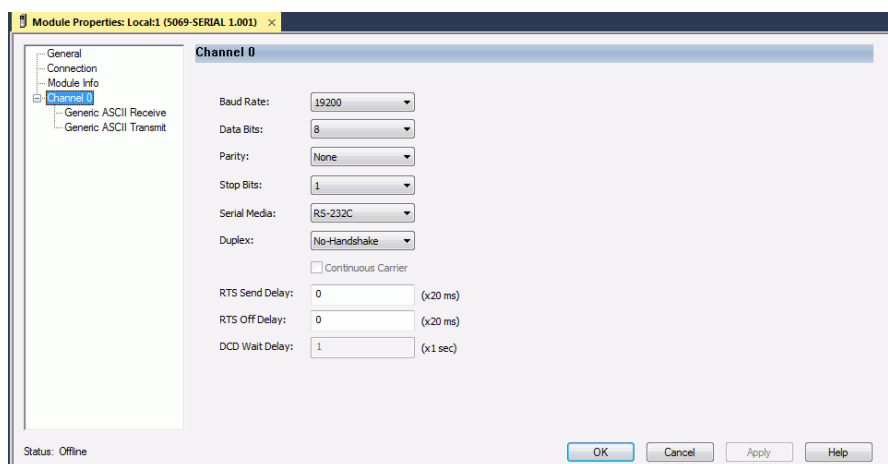 Module Properties: Local:1 (5069-SERIAL 1.001) ×
General
Connection
Module Info
Channel 0
Generic ASCII Receive
Generic ASCII Transmit
Channel 0
Baud Rate: 19200
Data Bits: 8
Parity: None
Stop Bits: 1
Serial Media: RS-232C
Duplex: No-Handshake
Continuous Carrier
RTS Send Delay: 0 (x20 ms)
RTS Off Delay: 0 (x20 ms)
DCD Wait Delay: 1 (x1 sec)
Status: Offline
OK Cancel Apply Help